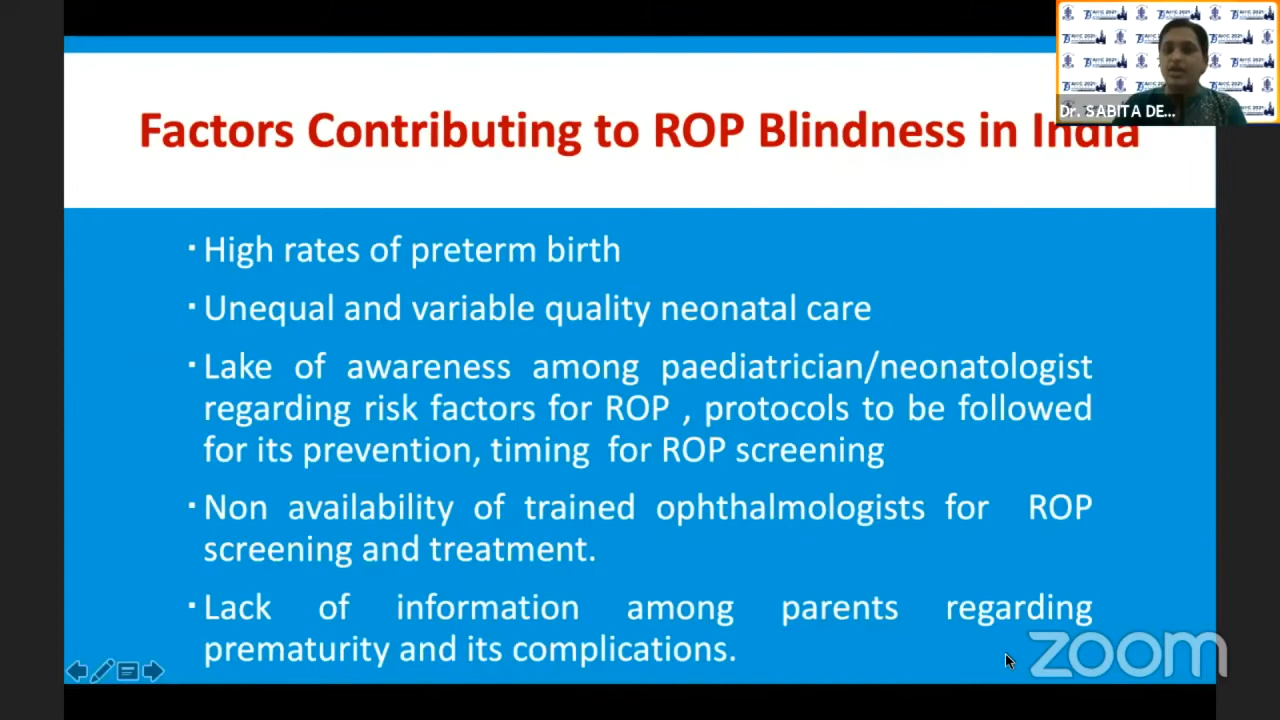 Factors Contributing to ROP Blindness in India
Dr. SABITA DE...
▪ High rates of preterm birth
▪ Unequal and variable quality neonatal care
▪ Lake of awareness among paediatrician/neonatologist
regarding risk factors for ROP , protocols to be followed
for its prevention, timing for ROP screening
▪ Non availability of trained ophthalmologists for ROP
screening and treatment.
▪ Lack of information among parents regarding
prematurity and its complications.
zoom